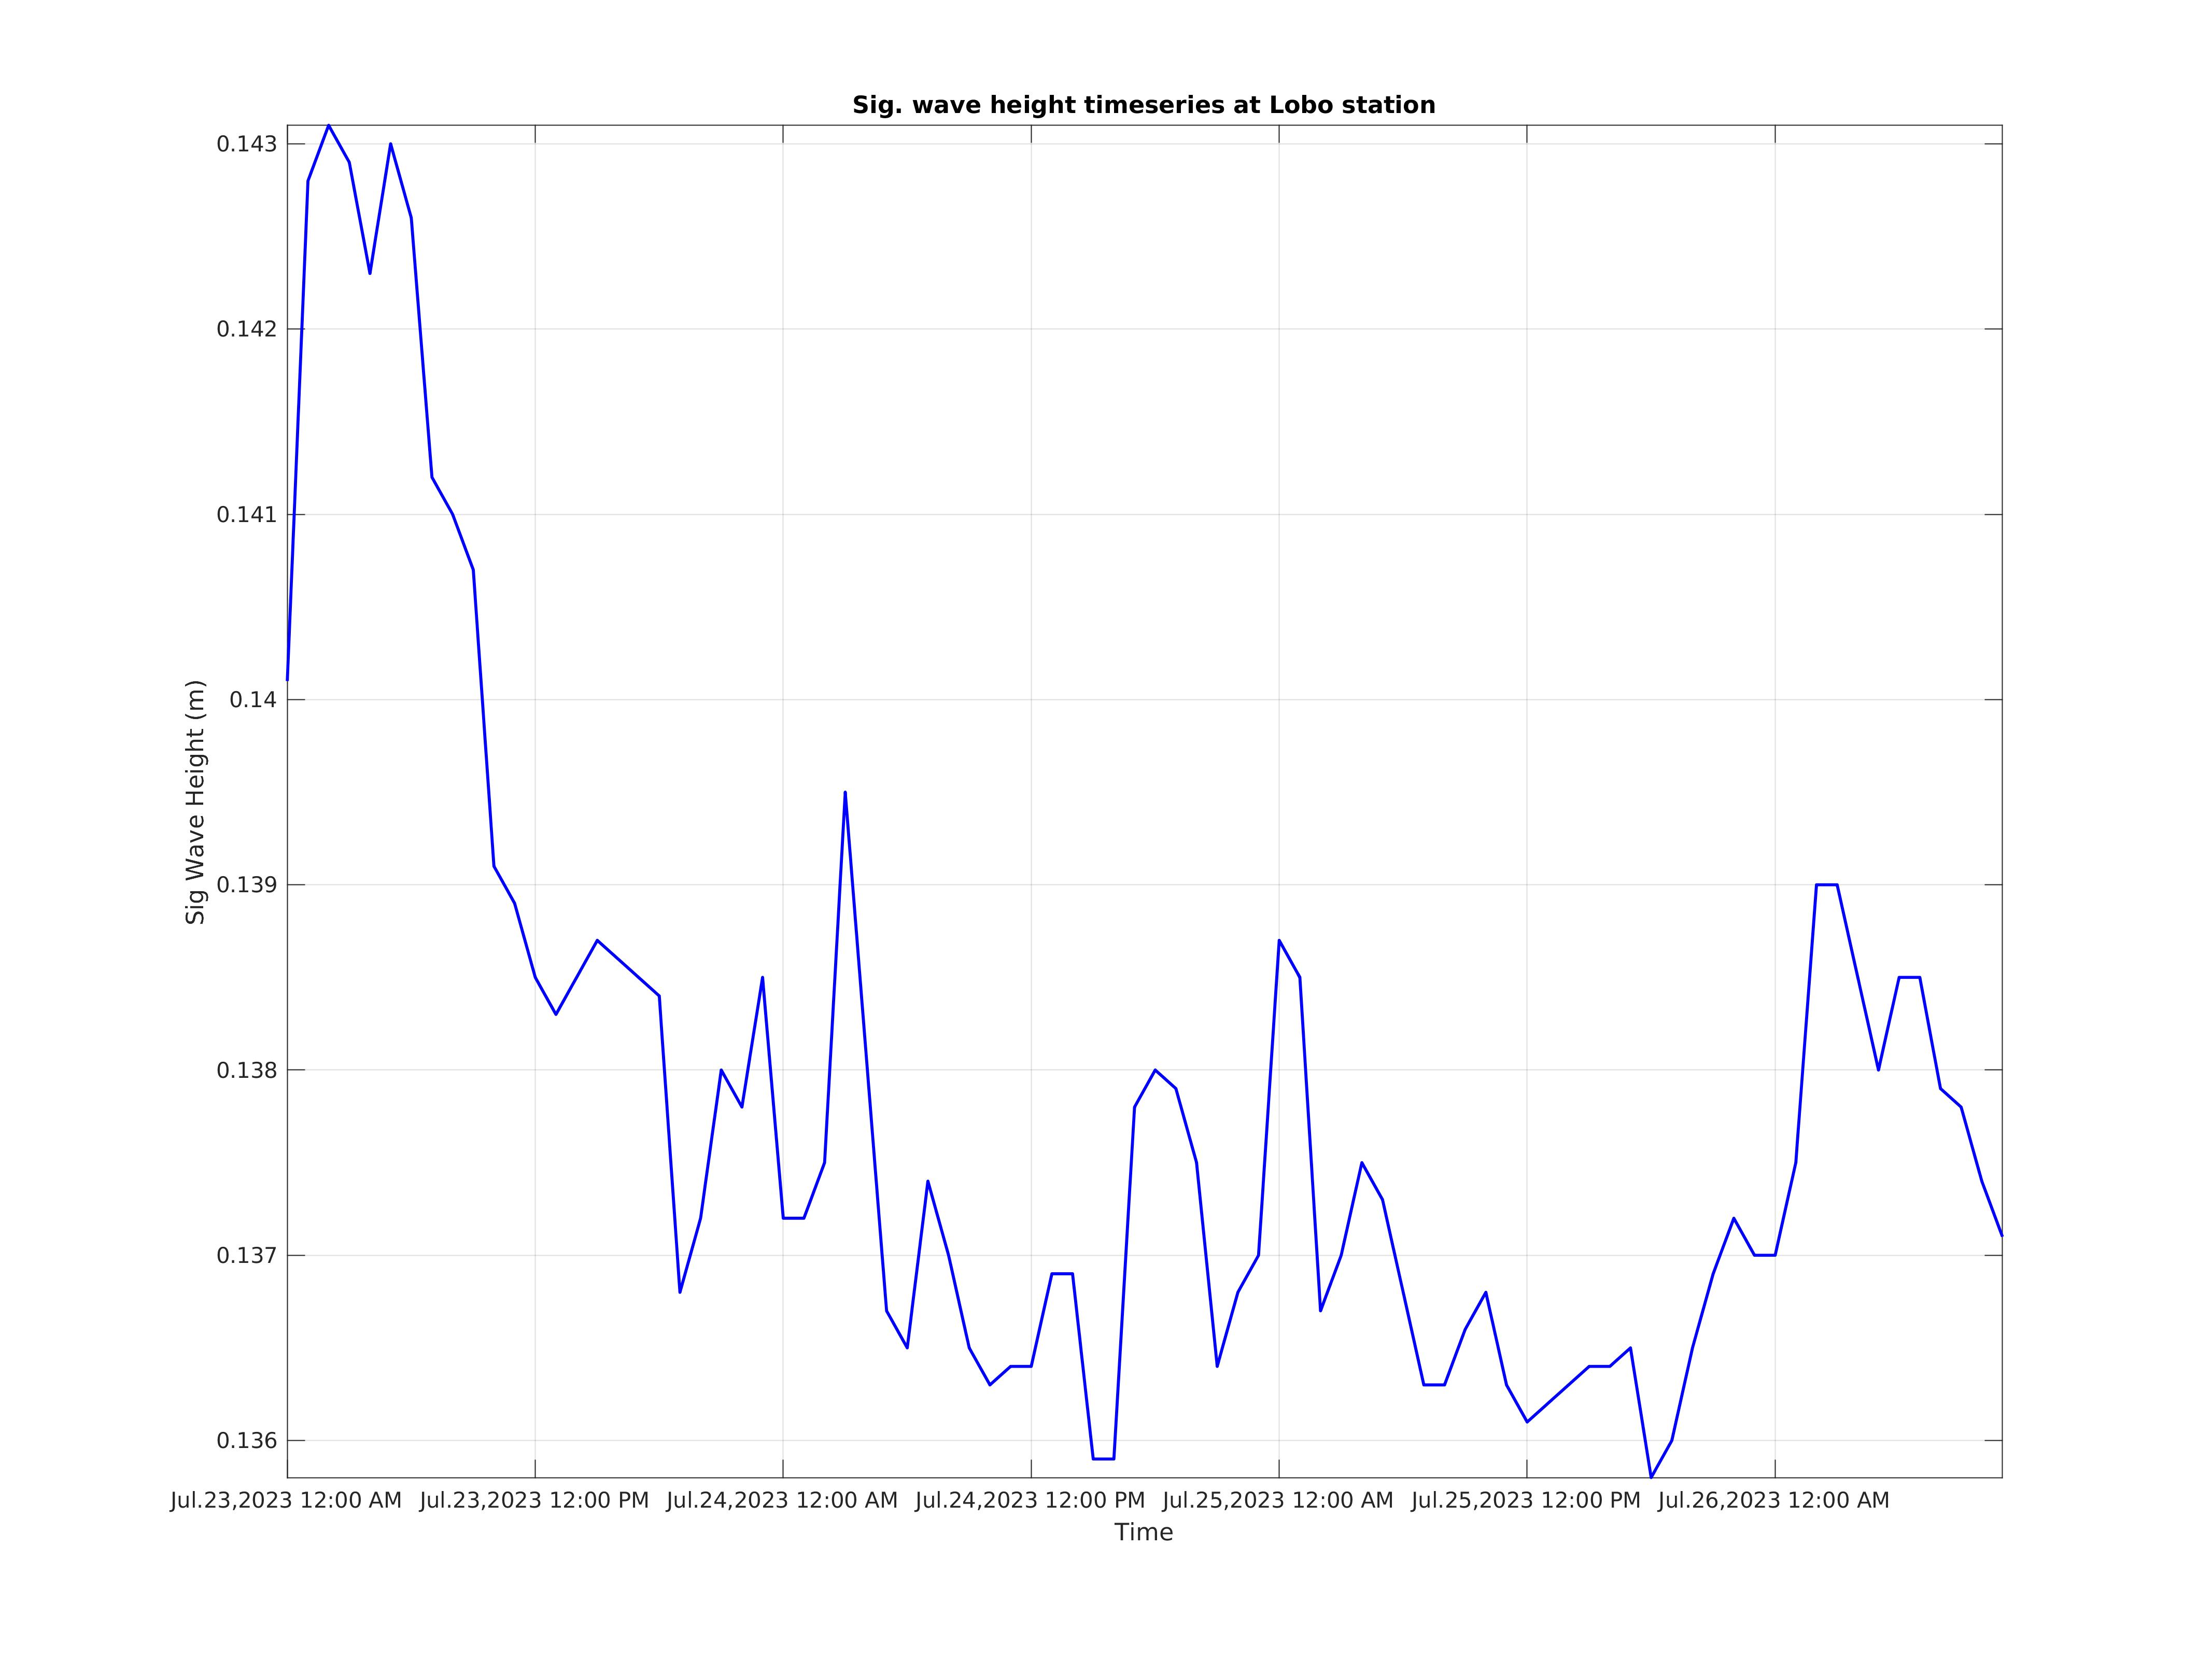 Sig. wave height timeseries at Lobo station
0.143
0.142
0.141
0.14
0.139
0.138
0.137
0.136
Sig Wave Height (m)
Jul.23,2023 12:00 AM Jul.23,2023 12:00 PM Jul.24,2023 12:00 AM Jul.24,2023 12:00 PM Jul.25,2023 12:00 AM Jul.25,2023 12:00 PM Jul.26,2023 12:00 AM
Time